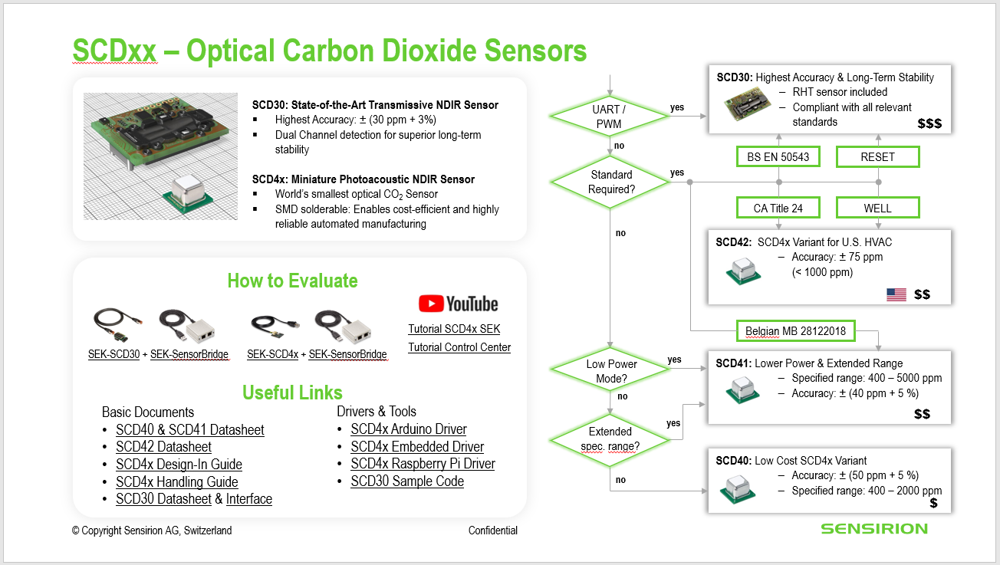 SCDxx – Optical Carbon Dioxide Sensors
SCD30: State-of-the-Art Transmissive NDIR Sensor
▪ Highest Accuracy: ± (30 ppm + 3%)
▪ Dual Channel detection for superior long-term
stability
SCD4x: Miniature Photoacoustic NDIR Sensor
▪ World's smallest optical CO₂ Sensor
▪ SMD solderable: Enables cost-efficient and highly
reliable automated manufacturing
How to Evaluate
SEK-SCD30 + SEK-SensorBridge
SEK-SCD4x + SEK-SensorBridge
YouTube
Tutorial SCD4x SEK
Tutorial Control Center
Useful Links
Basic Documents
• SCD40 & SCD41 Datasheet
• SCD42 Datasheet
• SCD4x Design-In Guide
• SCD4x Handling Guide
• SCD30 Datasheet & Interface
Drivers & Tools
• SCD4x Arduino Driver
• SCD4x Embedded Driver
• SCD4x Raspberry Pi Driver
• SCD30 Sample Code
UART /
PWM
yes
no
SCD30: Highest Accuracy & Long-Term Stability
– RHT sensor included
– Compliant with all relevant
standards
$$$
Standard
Required?
yes
no
BS EN 50543
RESET
CA Title 24
WELL
SCD42: SCD4x Variant for U.S. HVAC
– Accuracy: ± 75 ppm
(< 1000 ppm)
$$
Belgian MB 28122018
Low Power
Mode?
yes
no
SCD41: Lower Power & Extended Range
– Specified range: 400 – 5000 ppm
– Accuracy: ± (40 ppm + 5 %)
$$
Extended
spec. range?
yes
no
SCD40: Low Cost SCD4x Variant
– Accuracy: ± (50 ppm + 5 %)
– Specified range: 400 – 2000 ppm
$
© Copyright Sensirion AG, Switzerland
Confidential
SENSIRION